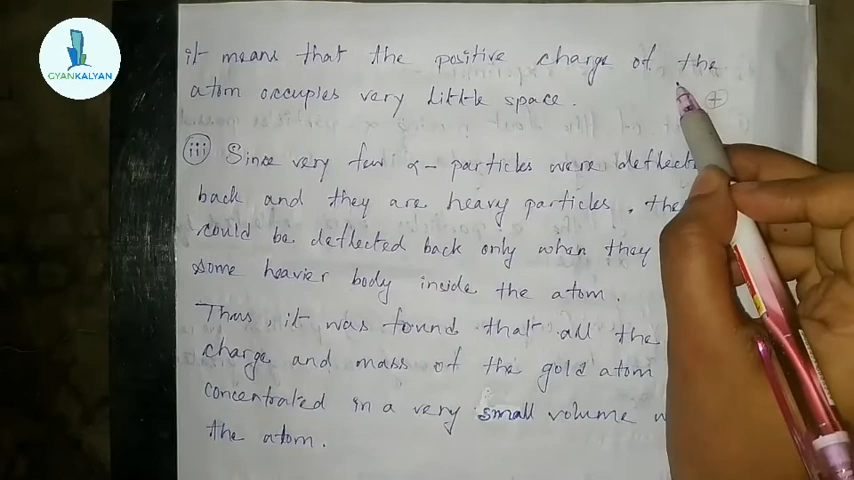 GYANKALYAN
it means that the positive charge of the
atom occupies very little space. +
iii Since very few α- particles were
back and they are heavy particles.
could be deflected back only when they
some heavier body inside the atom.
Thus it was found that all the
charge and mass of the gold atom
concentrated in a very small volume
the atom.